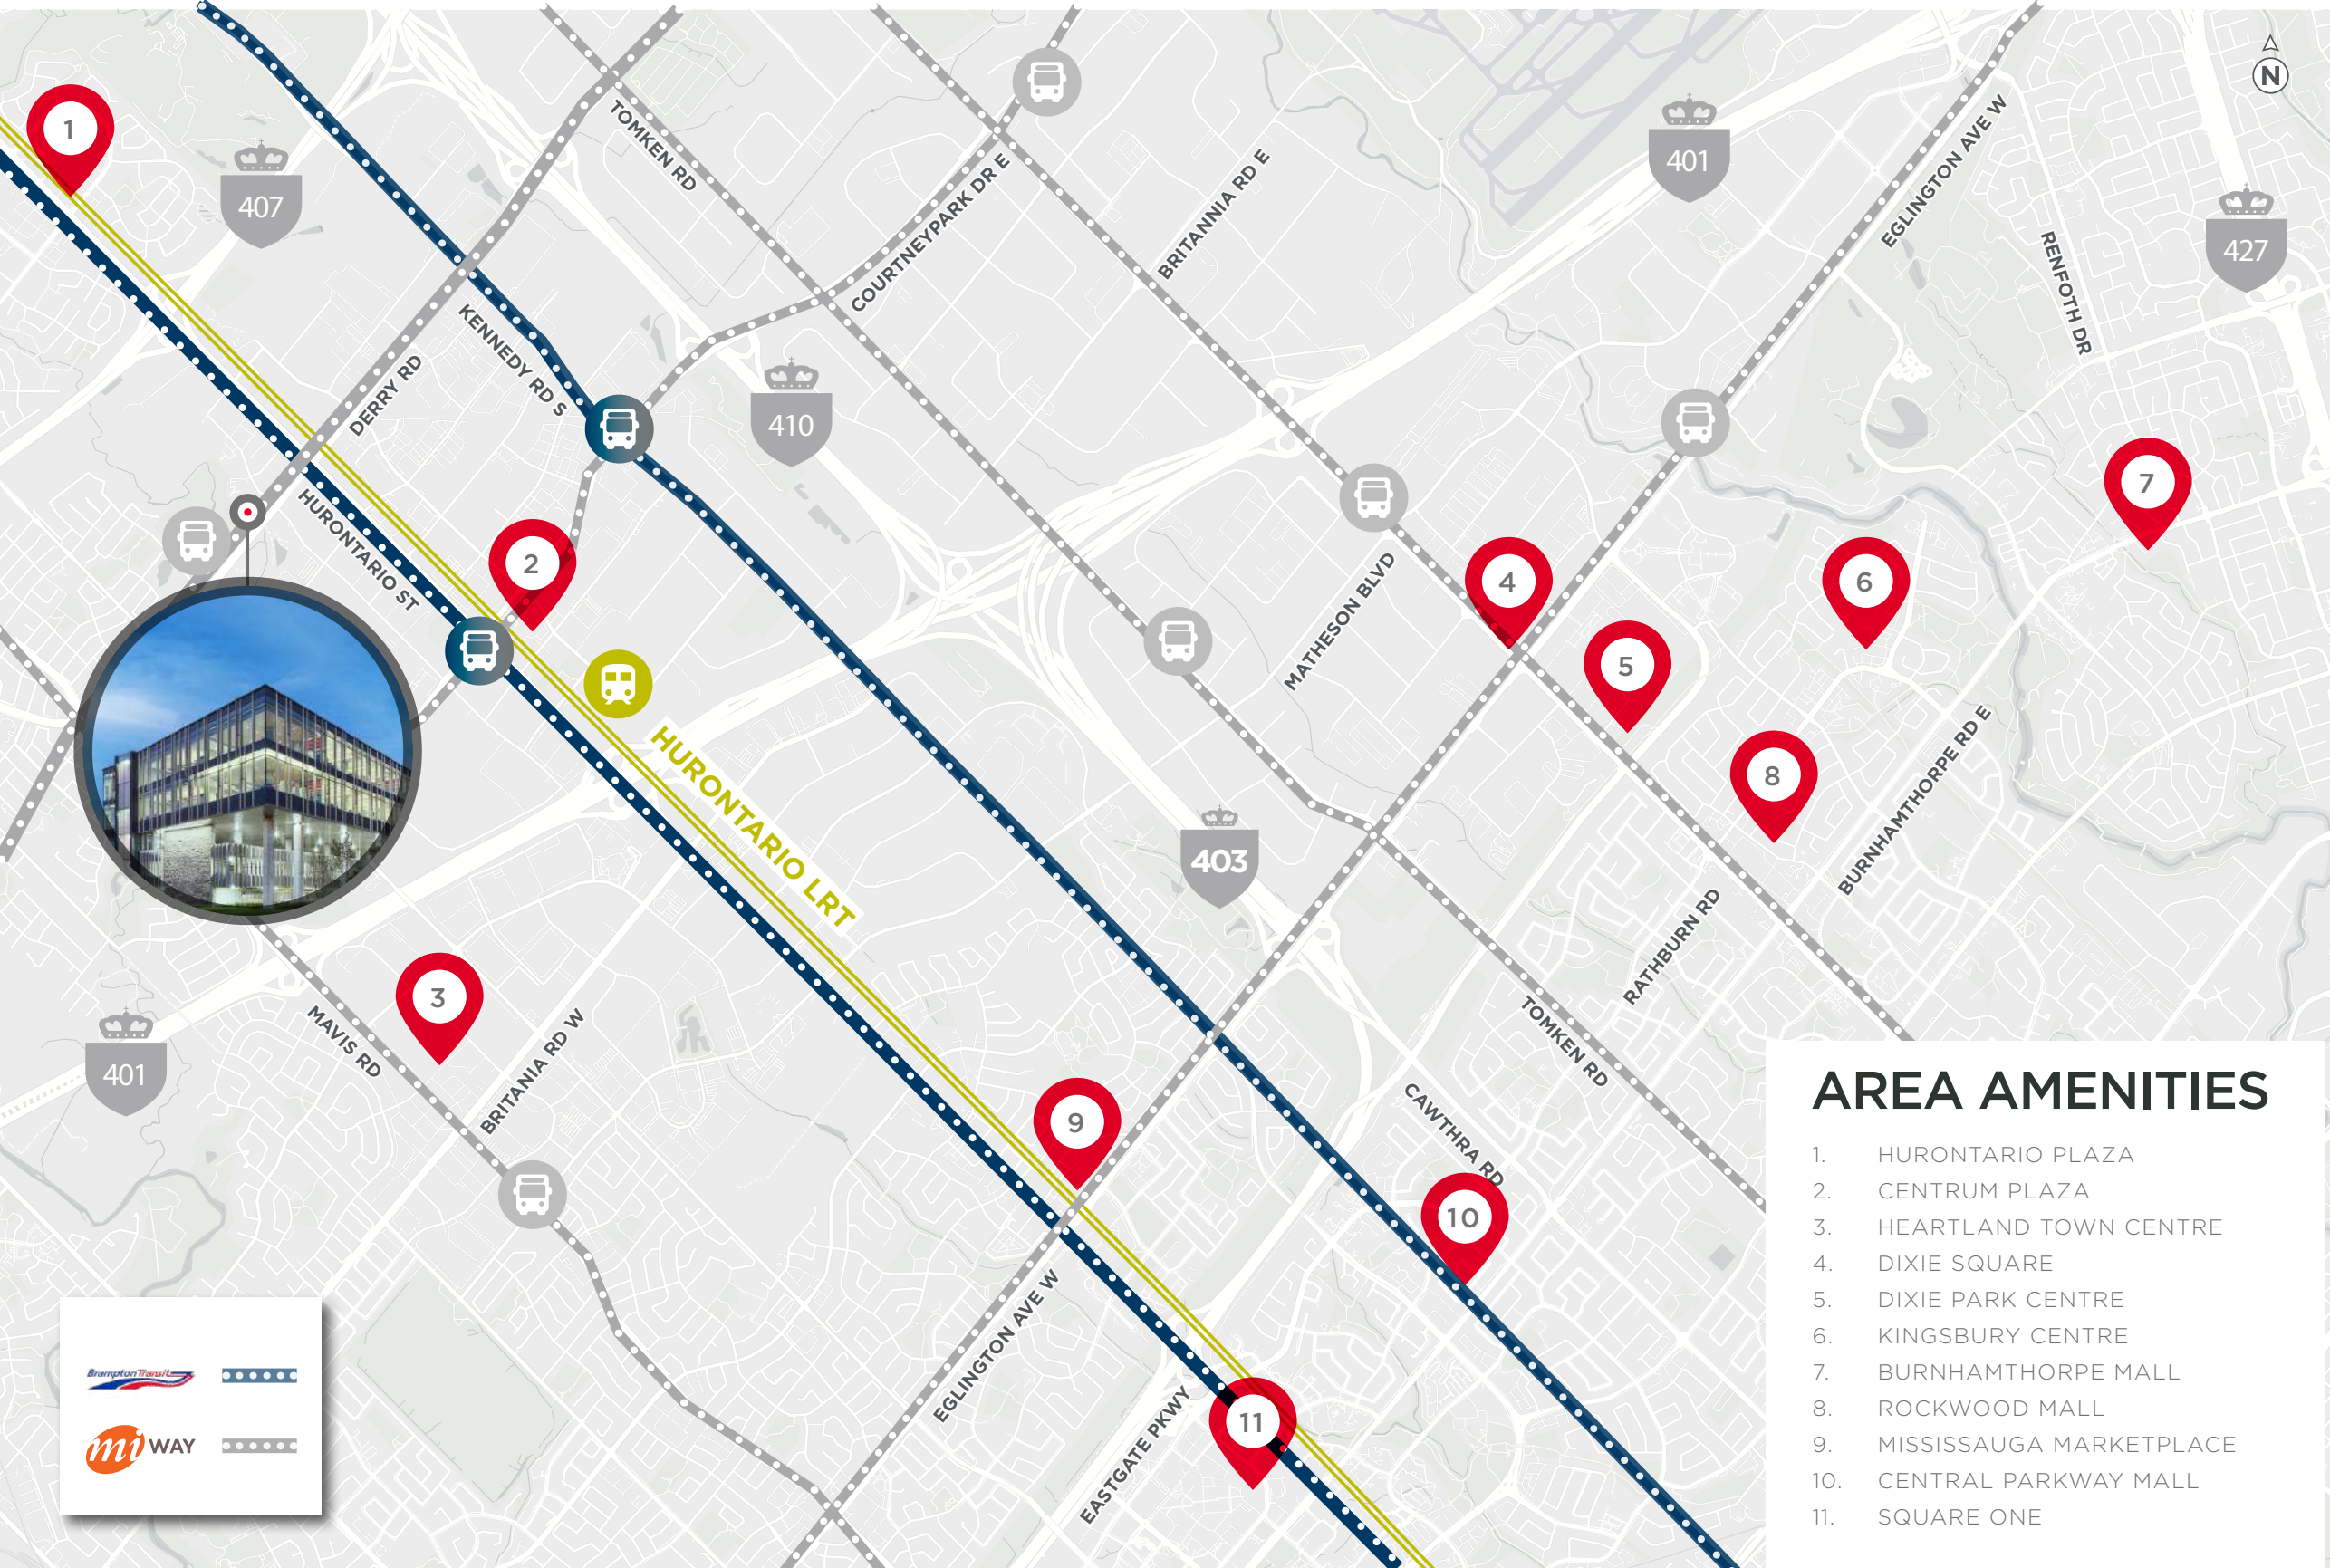 N
1
407
TOMKEN RD
COURTNEYPARK DR E
BRITANNIA RD E
401
EGLINGTON AVE W
RENFOTH DR
427
KENNEDY RD S
DERRY RD
410
HURONTARIO ST
2
4
5
6
7
8
MATHESON BLVD
HURONTARIO LRT
403
BURNHAMTHORPE RD E
RATHBURN RD
3
MAVIS RD
BRITANIA RD W
401
TOMKEN RD
CAWTHRA RD
9
10
EGLINGTON AVE W
EASTGATE PKWY
11
Brampton Transit
mi WAY
AREA AMENITIES
1. HURONTARIO PLAZA
2. CENTRUM PLAZA
3. HEARTLAND TOWN CENTRE
4. DIXIE SQUARE
5. DIXIE PARK CENTRE
6. KINGSBURY CENTRE
7. BURNHAMTHORPE MALL
8. ROCKWOOD MALL
9. MISSISSAUGA MARKETPLACE
10. CENTRAL PARKWAY MALL
11. SQUARE ONE